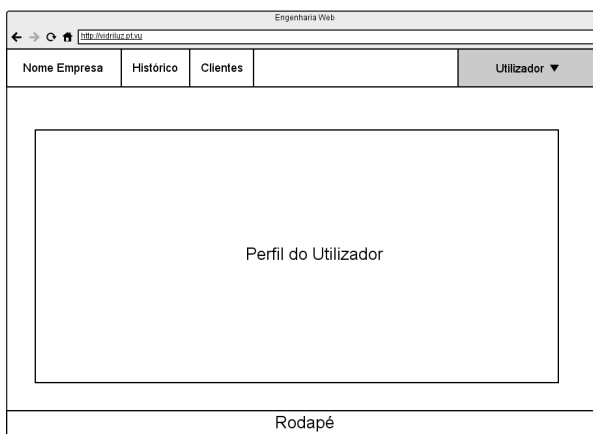 Engenharia Web
http://vidriluz.pt.vu
Nome Empresa Histórico Clientes Utilizador ▼
Perfil do Utilizador
Rodapé